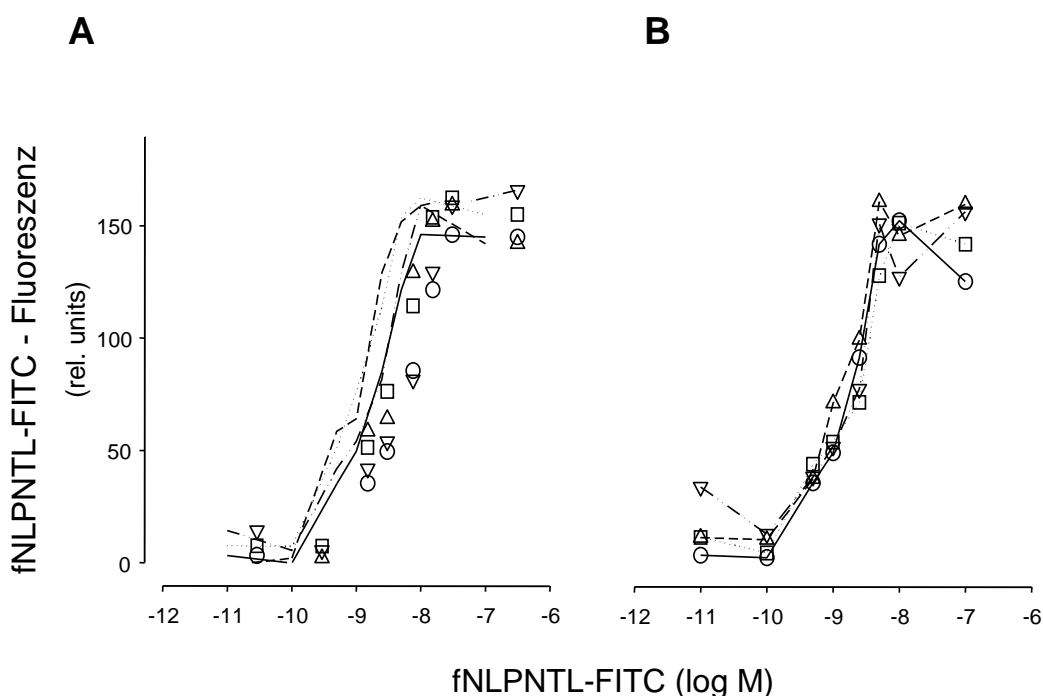 A B
fNLPNTL-FITC - Fluoreszenz
(rel. units)
150
100
50
0
-12 -11 -10 -9 -8 -7 -6
-12 -11 -10 -9 -8 -7 -6
fNLPNTL-FITC (log M)